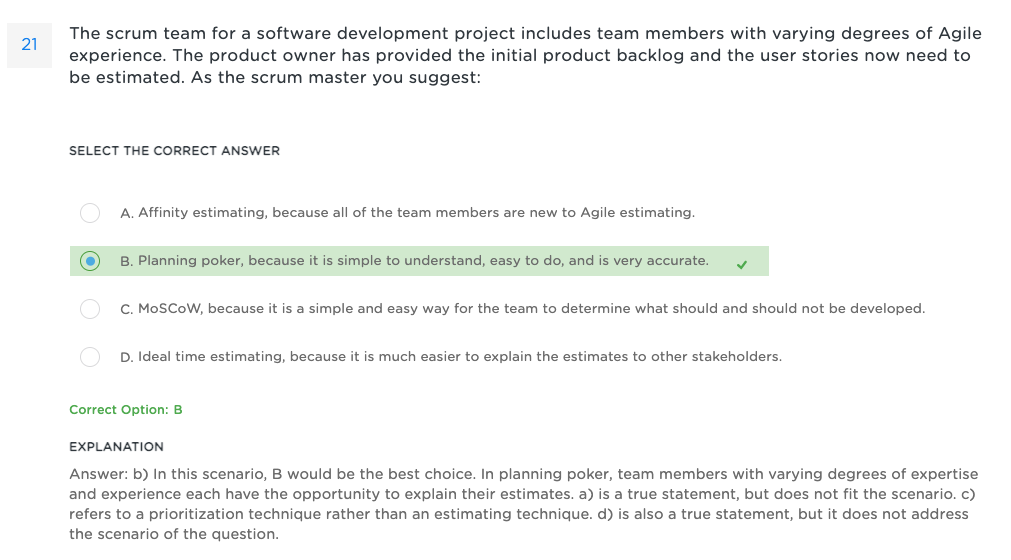 21
The scrum team for a software development project includes team members with varying degrees of Agile
experience. The product owner has provided the initial product backlog and the user stories now need to
be estimated. As the scrum master you suggest:
SELECT THE CORRECT ANSWER
A. Affinity estimating, because all of the team members are new to Agile estimating.
B. Planning poker, because it is simple to understand, easy to do, and is very accurate.
C. MoSCoW, because it is a simple and easy way for the team to determine what should and should not be developed.
D. Ideal time estimating, because it is much easier to explain the estimates to other stakeholders.
Correct Option: B
EXPLANATION
Answer: b) In this scenario, B would be the best choice. In planning poker, team members with varying degrees of expertise
and experience each have the opportunity to explain their estimates. a) is a true statement, but does not fit the scenario. c)
refers to a prioritization technique rather than an estimating technique. d) is also a true statement, but it does not address
the scenario of the question.